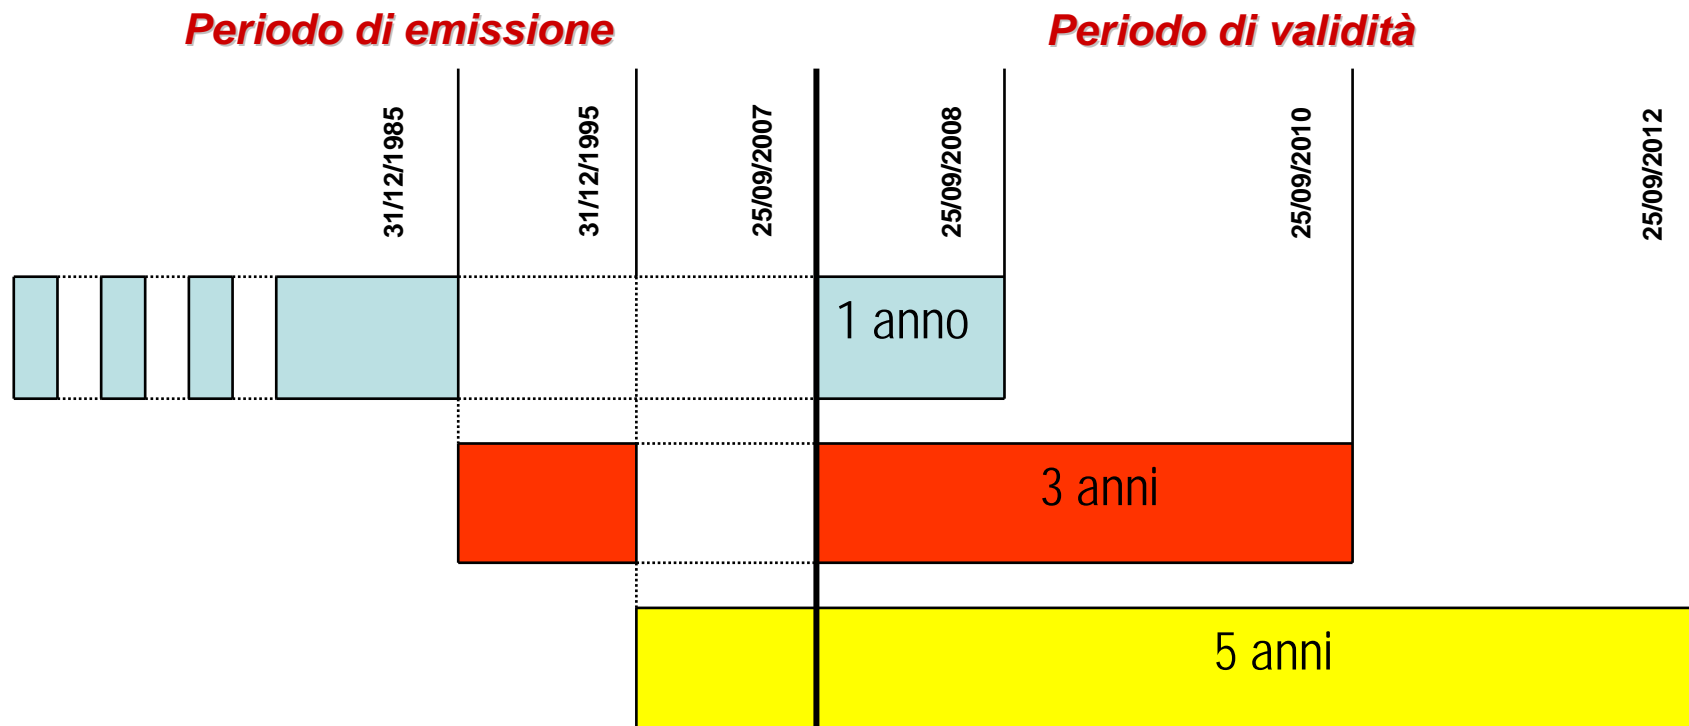 Periodo di emissione
Periodo di validità
31/12/1985
31/12/1995
25/09/2007
25/09/2008
25/09/2010
25/09/2012
1 anno
3 anni
5 anni